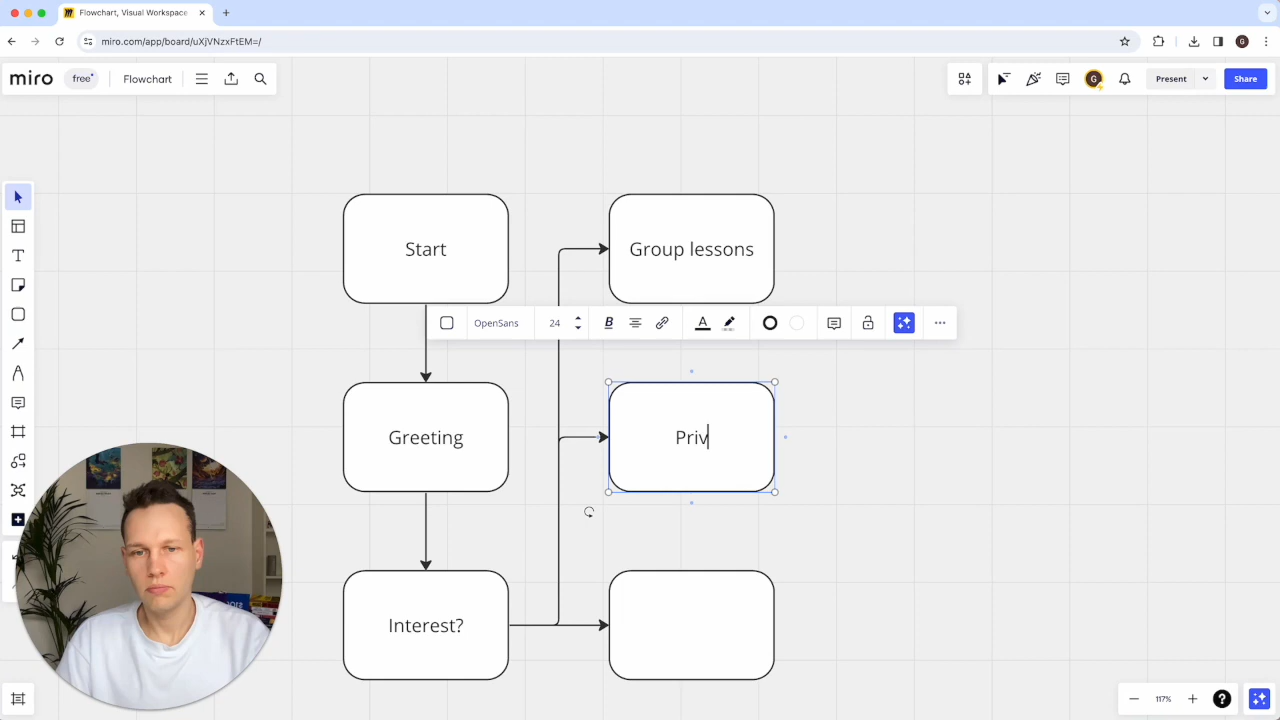 Flowchart, Visual Workspace
miro.com/app/board/uXjVNzxFtEM=/
G
miro
free
Flowchart
G
Present
Share
Start
Group lessons
OpenSans
24
B
A
Greeting
Priv
Interest?
117%
?